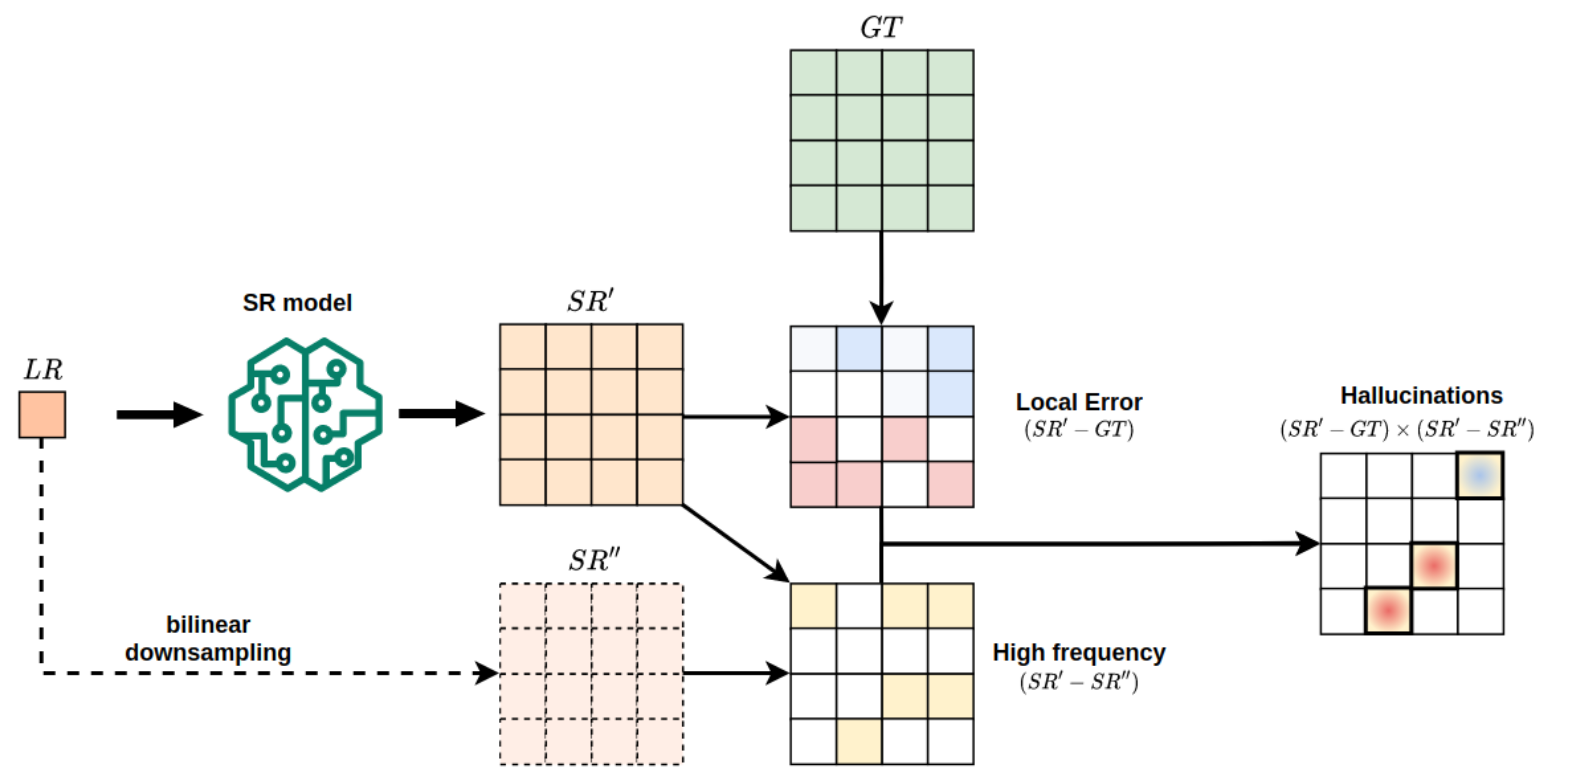 GT
SR′
SR model
LR
Local Error
(SR′ − GT)
Hallucinations
(SR′ − GT) × (SR′ − SR″)
SR″
bilinear
downsampling
High frequency
(SR′ − SR″)